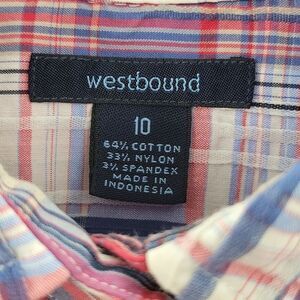 westbound
10
64% COTTON
33% NYLON
3% SPANDEX
MADE IN
INDONESIA